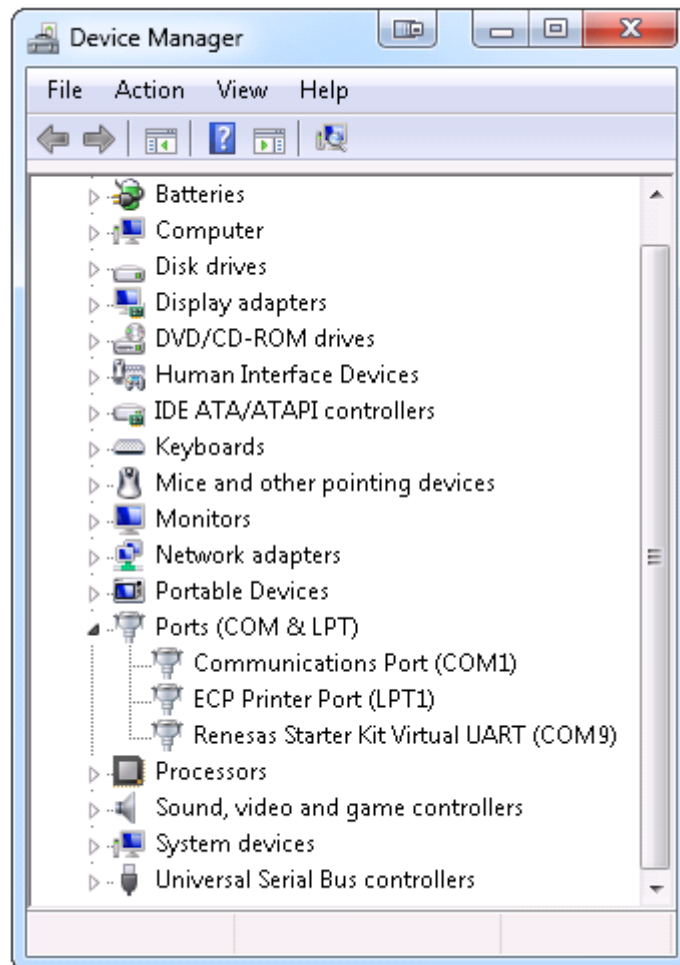 Device Manager
File Action View Help
Batteries
Computer
Disk drives
Display adapters
DVD/CD-ROM drives
Human Interface Devices
IDE ATA/ATAPI controllers
Keyboards
Mice and other pointing devices
Monitors
Network adapters
Portable Devices
Ports (COM & LPT)
Communications Port (COM1)
ECP Printer Port (LPT1)
Renesas Starter Kit Virtual UART (COM9)
Processors
Sound, video and game controllers
System devices
Universal Serial Bus controllers